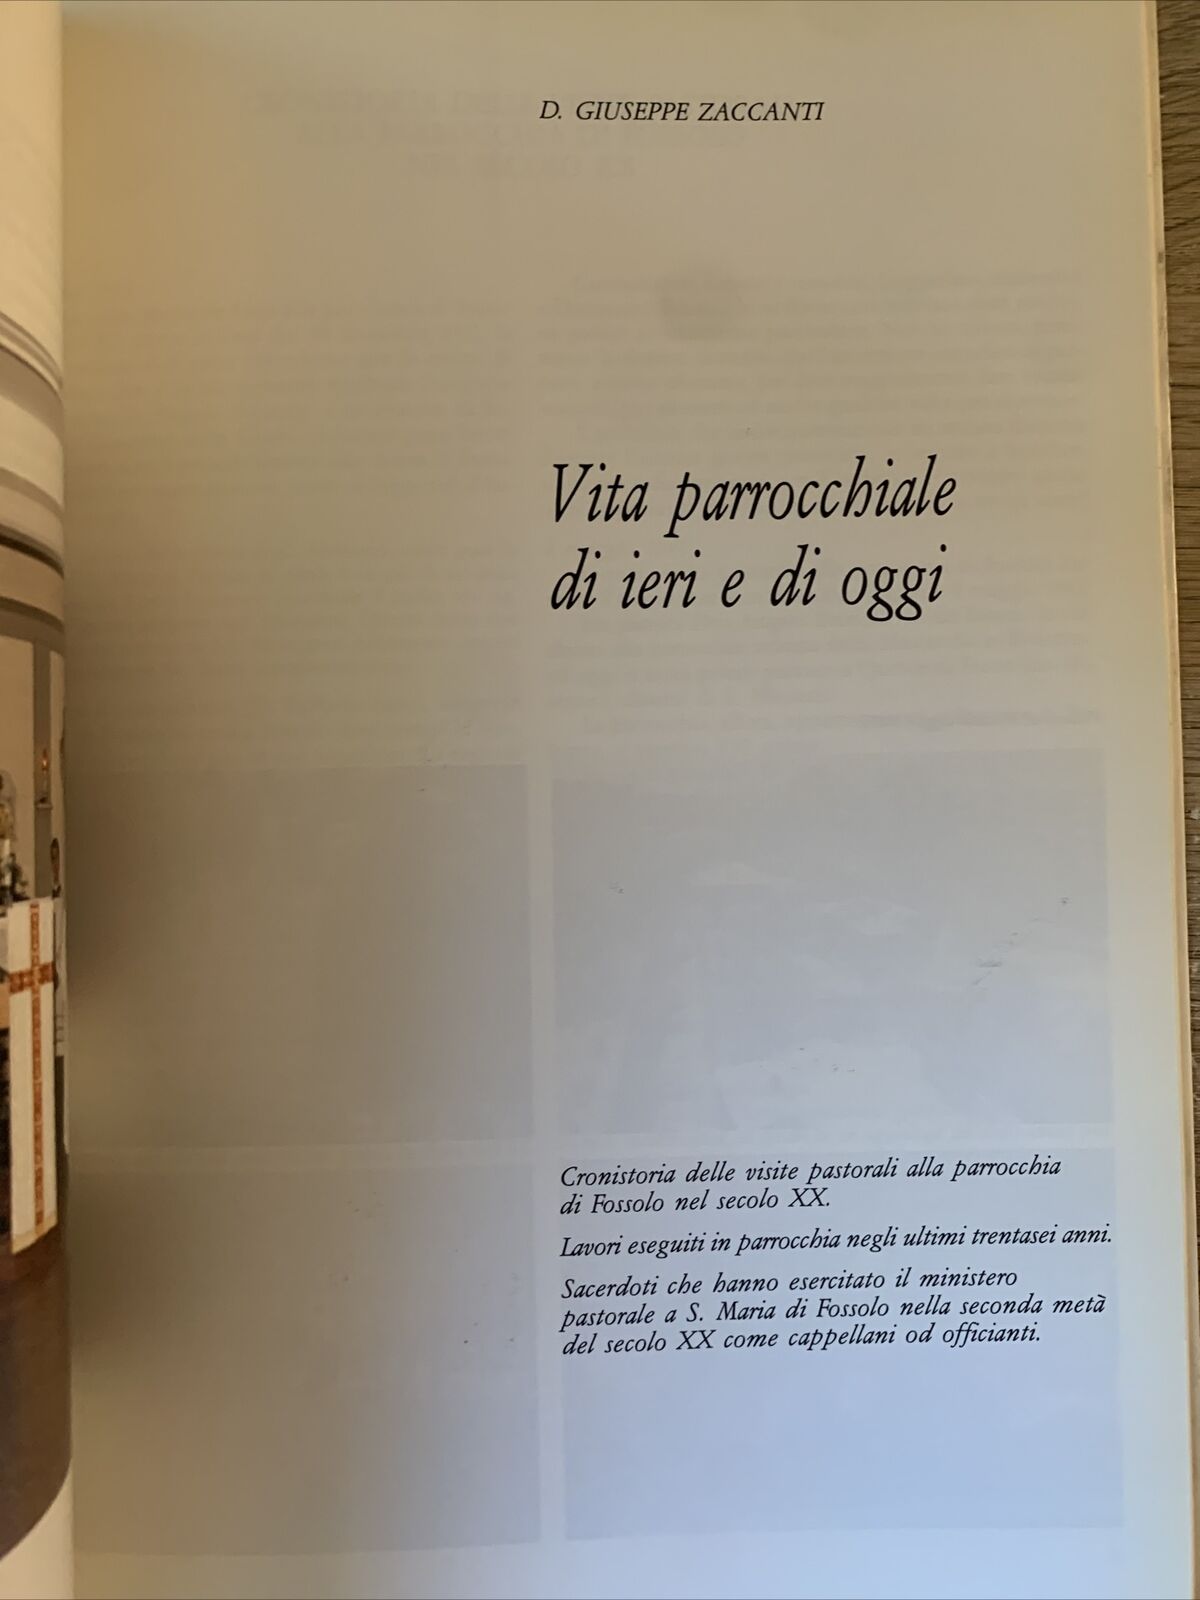 D. GIUSEPPE ZACCANTI
Vita parrocchiale
di ieri e di oggi
Cronistoria delle visite pastorali alla parrocchia
di Fossolo nel secolo XX.
Lavori eseguiti in parrocchia negli ultimi trentasei anni.
Sacerdoti che hanno esercitato il ministero
pastorale a S. Maria di Fossolo nella seconda metà
del secolo XX come cappellani od officianti.